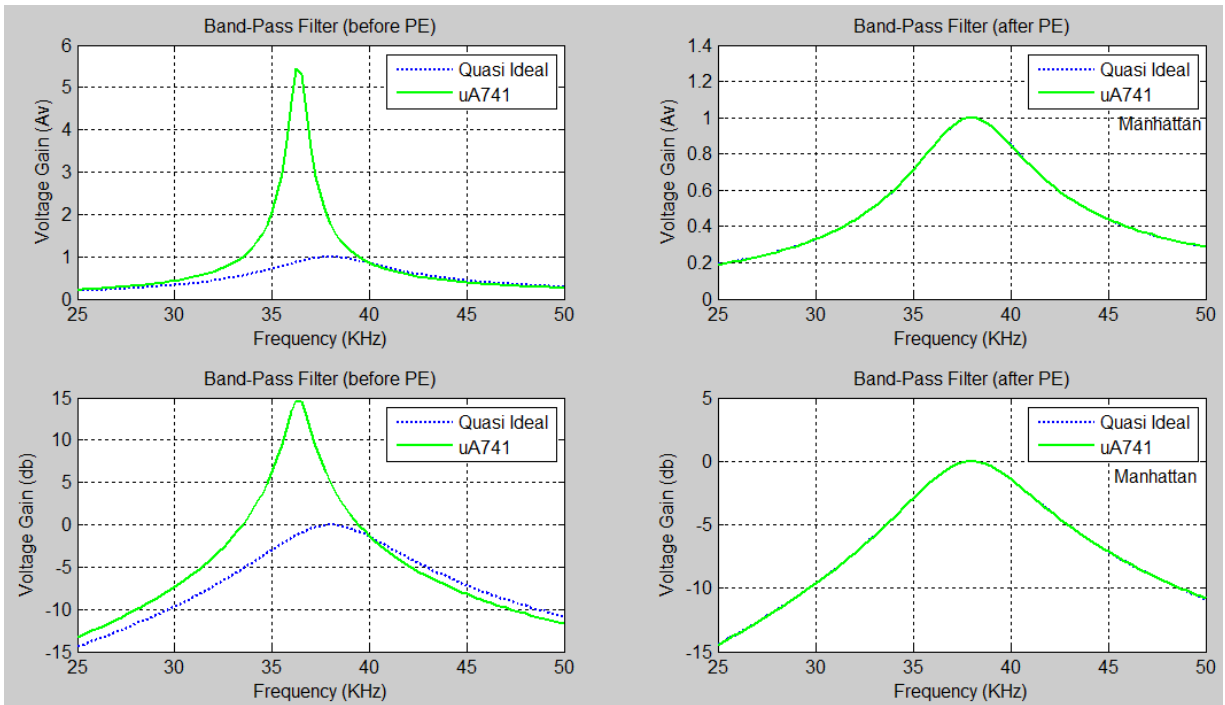 Band-Pass Filter (before PE)
Voltage Gain (Av)
6
5
4
3
2
1
0
25 30 35 40 45 50
Frequency (KHz)
Quasi Ideal
uA741
Band-Pass Filter (after PE)
Voltage Gain (Av)
1.4
1.2
1
0.8
0.6
0.4
0.2
0
25 30 35 40 45 50
Frequency (KHz)
Quasi Ideal
uA741
Manhattan
Band-Pass Filter (before PE)
Voltage Gain (db)
15
10
5
0
-5
-10
-15
25 30 35 40 45 50
Frequency (KHz)
Quasi Ideal
uA741
Band-Pass Filter (after PE)
Voltage Gain (db)
5
0
-5
-10
-15
25 30 35 40 45 50
Frequency (KHz)
Quasi Ideal
uA741
Manhattan